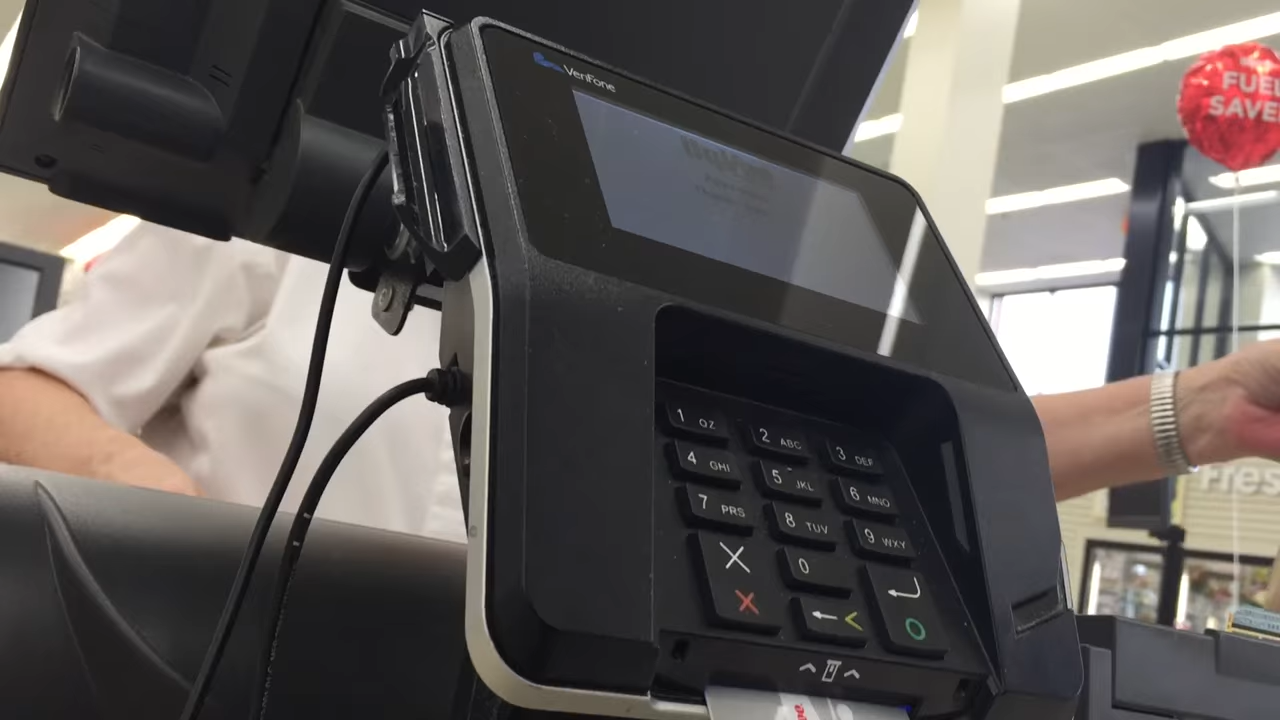 VeriFone
FUEL
SAVE
1 QZ
2 ABC
3 DEF
4 GHI
5 JKL
6 MNO
7 PRS
8 TUV
9 WXY
0
Fres